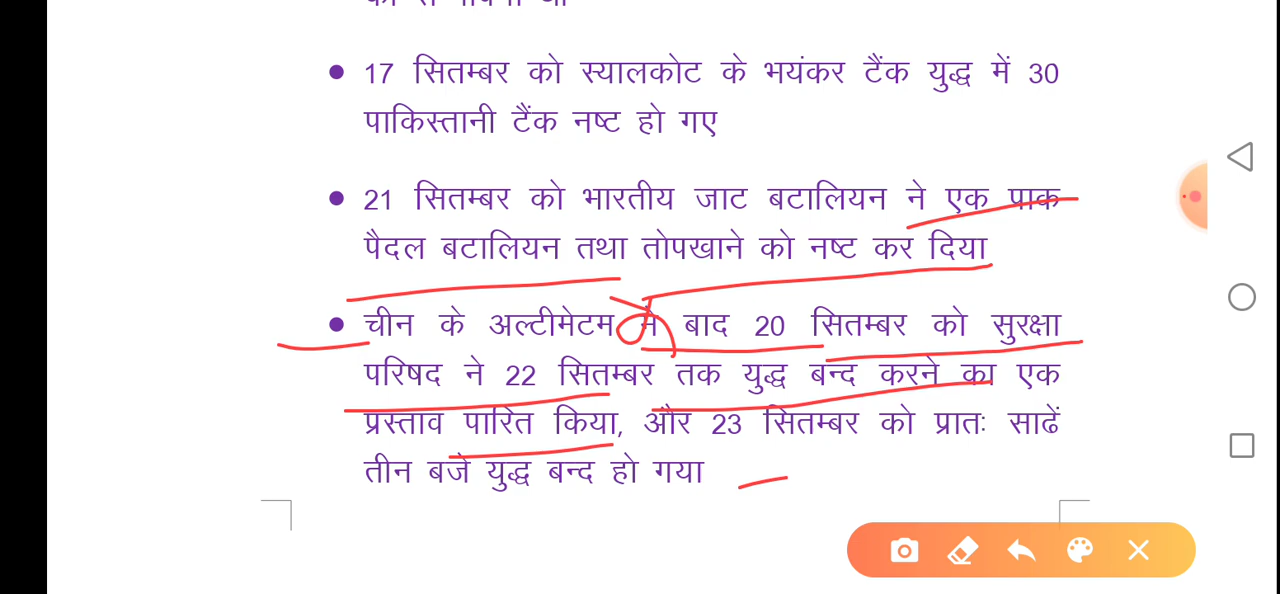 • 17 सितम्बर को स्यालकोट के भयंकर टैंक युद्ध में 30
पाकिस्तानी टैंक नष्ट हो गए
• 21 सितम्बर को भारतीय जाट बटालियन ने एक पाक
पैदल बटालियन तथा तोपखाने को नष्ट कर दिया
• चीन के अल्टीमेटम ने बाद 20 सितम्बर को सुरक्षा
परिषद ने 22 सितम्बर तक युद्ध बन्द करने का एक
प्रस्ताव पारित किया, और 23 सितम्बर को प्रातः साढें
तीन बजे युद्ध बन्द हो गया